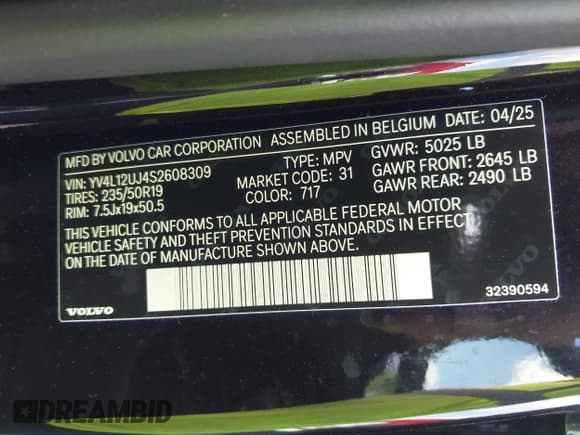 MFD BY VOLVO CAR CORPORATION ASSEMBLED IN BELGIUM DATE: 04/25
VIN: YV4L12UJ4S2608309 TYPE: MPV GVWR: 5025 LB
TIRES: 235/50R19 MARKET CODE: 31 GAWR FRONT: 2645 LB
RIM: 7.5Jx19x50.5 COLOR: 717 GAWR REAR: 2490 LB
THIS VEHICLE CONFORMS TO ALL APPLICABLE FEDERAL MOTOR
VEHICLE SAFETY AND THEFT PREVENTION STANDARDS IN EFFECT
ON THE DATE OF MANUFACTURE SHOWN ABOVE.
VOLVO 32390594
DREAMBID